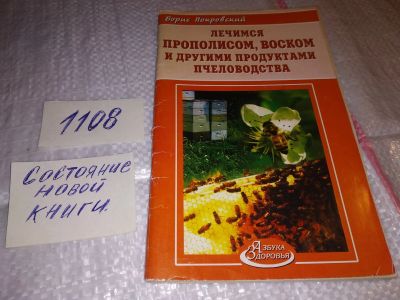 Борис Покровский
ЛЕЧИМСЯ
ПРОПОЛИСОМ, ВОСКОМ
И ДРУГИМИ ПРОДУКТАМИ
ПЧЕЛОВОДСТВА
1108
СОСТОЯНИЕ
НОВОЙ
КНИГИ.
АЗБУКА
ЗДОРОВЬЯ